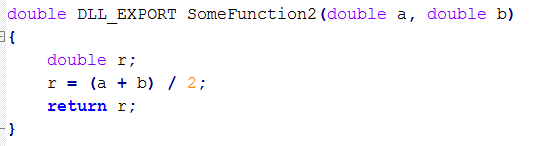 double DLL_EXPORT SomeFunction2(double a, double b)
{
    double r;
    r = (a + b) / 2;
    return r;
}